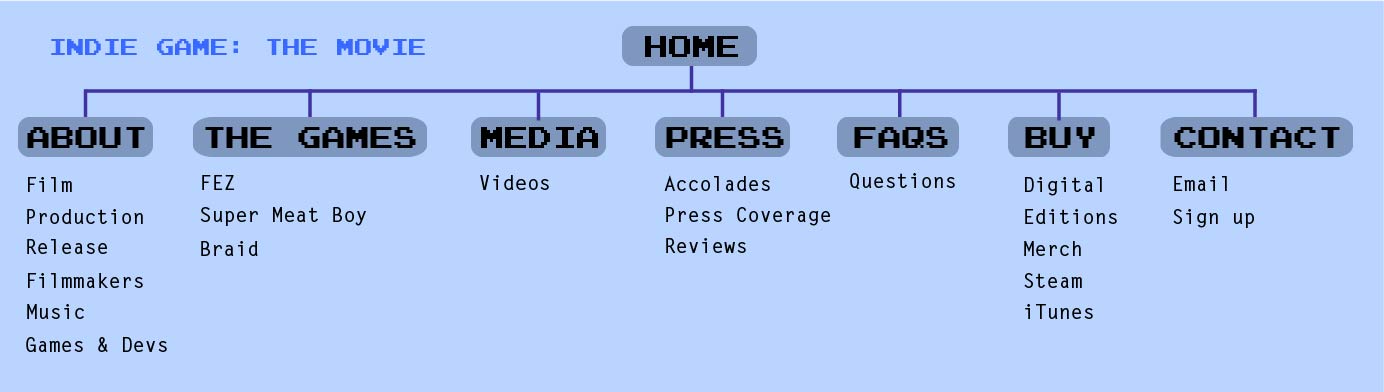 INDIE GAME: THE MOVIE
HOME
ABOUT
Film
Production
Release
Filmmakers
Music
Games & Devs
THE GAMES
FEZ
Super Meat Boy
Braid
MEDIA
Videos
PRESS
Accolades
Press Coverage
Reviews
FAQS
Questions
BUY
Digital
Editions
Merch
Steam
iTunes
CONTACT
Email
Sign up